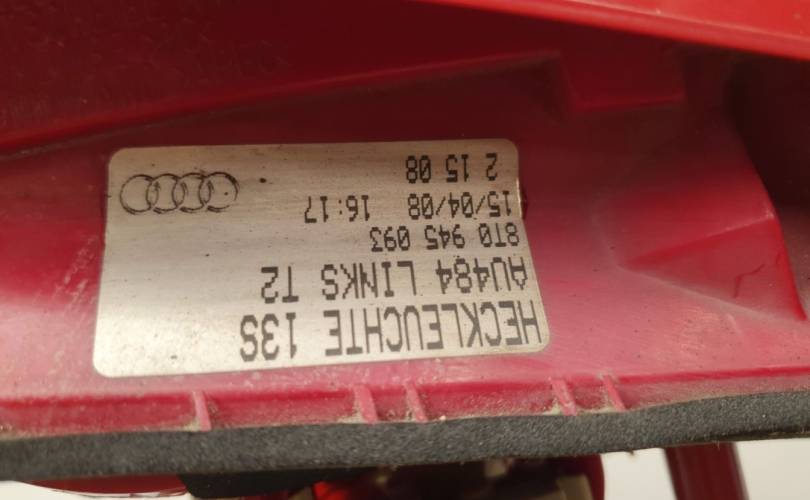 HECKLEUCHTE 13S
AU484 LINKS T2
8T0 945 093
15/04/08 16:17
2 15 08